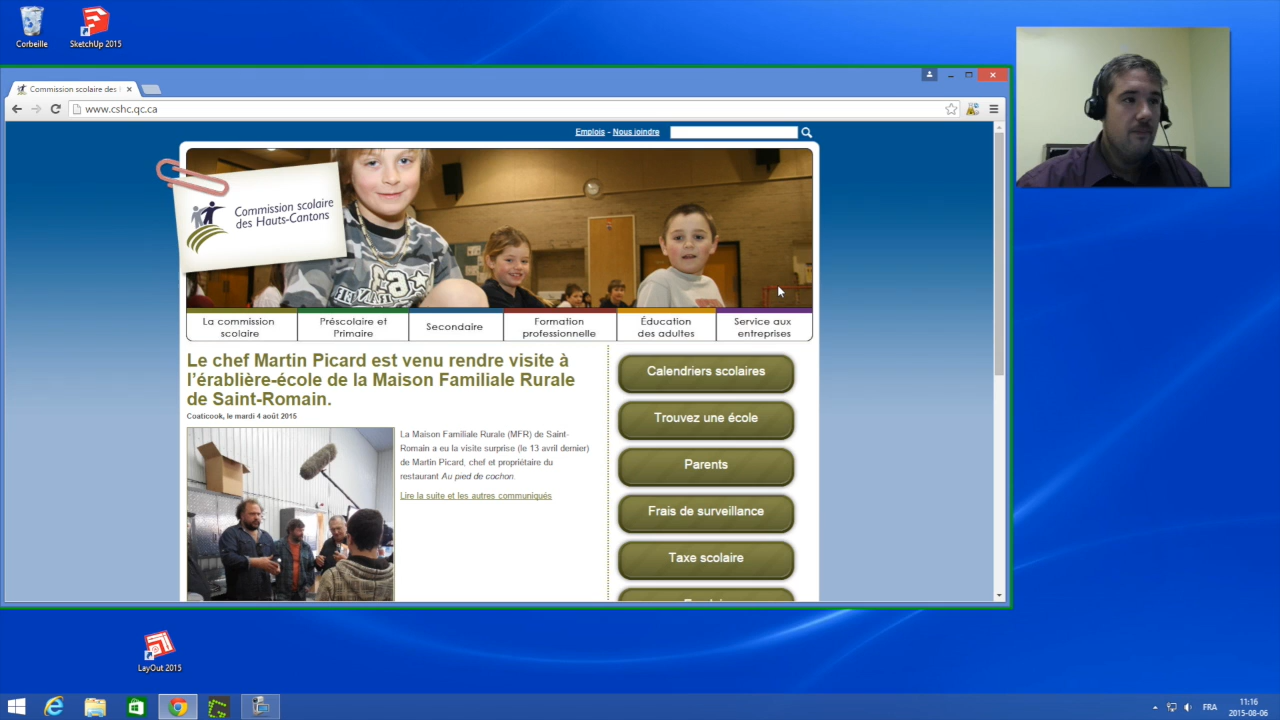 Corbeille
SketchUp 2015
Commission scolaire des
www.cshc.qc.ca
Emplois - Nous joindre
Commission scolaire
des Hauts-Cantons
La commission
scolaire
Préscolaire et
Primaire
Secondaire
Formation
professionnelle
Éducation
des adultes
Service aux
entreprises
Le chef Martin Picard est venu rendre visite à
l'érablière-école de la Maison Familiale Rurale
de Saint-Romain.
Coaticook, le mardi 4 août 2015
La Maison Familiale Rurale (MFR) de Saint-
Romain a eu la visite surprise (le 13 avril dernier)
de Martin Picard, chef et propriétaire du
restaurant Au pied de cochon.
Lire la suite et les autres communiqués
Calendriers scolaires
Trouvez une école
Parents
Frais de surveillance
Taxe scolaire
LayOut 2015
FRA
11:16
2015-08-06